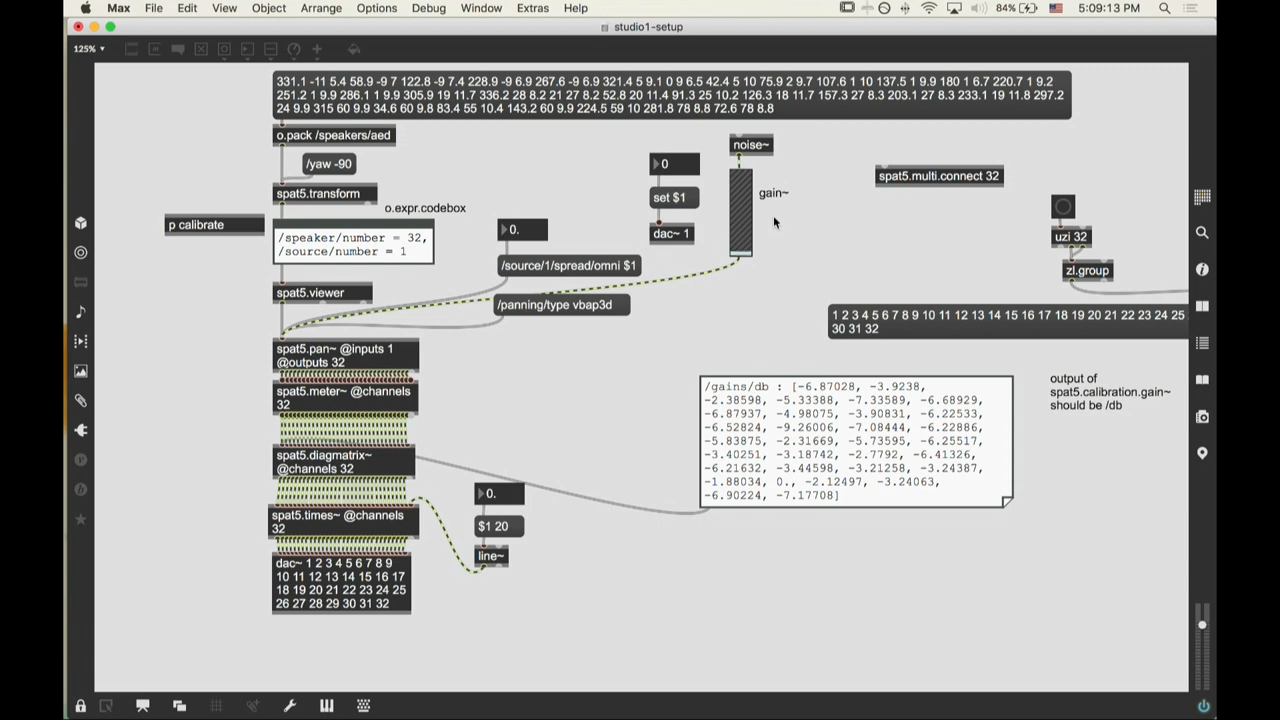 Max File Edit View Object Arrange Options Debug Window Extras Help 84% 5:09:13 PM
studio1-setup
125%
331.1 -11 5.4 58.9 -9 7 122.8 -9 7.4 228.9 -9 6.9 267.6 -9 6.9 321.4 5 9.1 0 9 6.5 42.4 5 10 75.9 2 9.7 107.6 1 10 137.5 1 9.9 180 1 6.7 220.7 1 9.2
251.2 1 9.9 286.1 1 9.9 305.9 19 11.7 336.2 28 8.2 21 27 8.2 52.8 20 11.4 91.3 25 10.2 126.3 18 11.7 157.3 27 8.3 203.1 27 8.3 233.1 19 11.8 297.2
24 9.9 315 60 9.9 34.6 60 9.8 83.4 55 10.4 143.2 60 9.9 224.5 59 10 281.8 78 8.8 72.6 78 8.8
o.pack /speakers/aed
noise~
/yaw -90
0
spat5.multi.connect 32
spat5.transform
set $1
gain~
o.expr.codebox
p calibrate
0.
dac~ 1
uzi 32
/speaker/number = 32,
/source/number = 1
/source/1/spread/omni $1
zl.group
spat5.viewer
/panning/type vbap3d
1 2 3 4 5 6 7 8 9 10 11 12 13 14 15 16 17 18 19 20 21 22 23 24 25
30 31 32
spat5.pan~ @inputs 1
@outputs 32
spat5.meter~ @channels
32
/gains/db : [-6.87028, -3.9238,
-2.38598, -5.33388, -7.33589, -6.68929,
-6.87937, -4.98075, -3.90831, -6.22533,
-6.52824, -9.26006, -7.08444, -6.22886,
-5.83875, -2.31669, -5.73595, -6.25517,
-3.40251, -3.18742, -2.7792, -6.41326,
-6.21632, -3.44598, -3.21258, -3.24387,
-1.88034, 0., -2.12497, -3.24063,
-6.90224, -7.17708]
output of
spat5.calibration.gain~
should be /db
spat5.diagmatrix~
@channels 32
0.
spat5.times~ @channels
32
$1 20
line~
dac~ 1 2 3 4 5 6 7 8 9
10 11 12 13 14 15 16 17
18 19 20 21 22 23 24 25
26 27 28 29 30 31 32